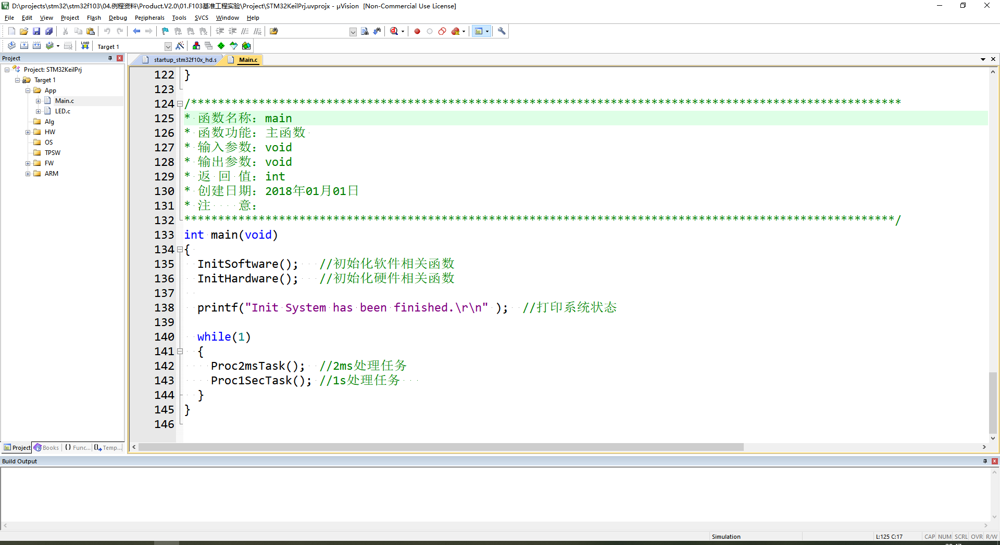 D:\projects\stm32\stm32f103\04.例程资料\Product.V2.0\01.F103基准工程实验\Project\STM32KeilPrj.uvprojx - µVision [Non-Commercial Use License]
File Edit View Project Flash Debug Peripherals Tools SVCS Window Help
LOAD Target 1
Project
startup_stm32f10x_hd.s Main.c
Project: STM32KeilPrj
Target 1
App
Main.c
LED.c
Alg
HW
OS
TPSW
FW
ARM
122 }
123
124 /*********************************************************************************************************
125 * 函数名称: main
126 * 函数功能: 主函数
127 * 输入参数: void
128 * 输出参数: void
129 * 返 回 值: int
130 * 创建日期: 2018年01月01日
131 * 注    意:
132 *********************************************************************************************************/
133 int main(void)
134 {
135   InitSoftware();   //初始化软件相关函数
136   InitHardware();   //初始化硬件相关函数
137
138   printf("Init System has been finished.\r\n" );  //打印系统状态
139
140   while(1)
141   {
142     Proc2msTask();  //2ms处理任务
143     Proc1SecTask(); //1s处理任务
144   }
145 }
146
Project Books {} Func... Temp...
Build Output
Simulation L:125 C:17 CAP NUM SCRL OVR R/W